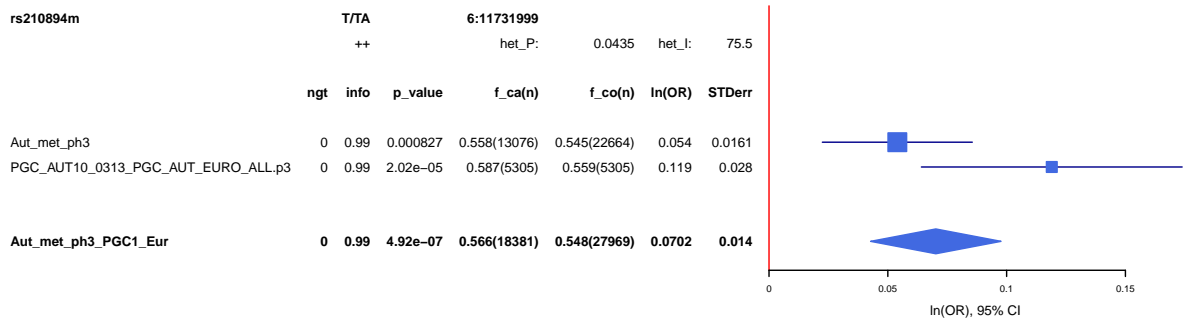 rs210894m T/TA 6:11731999
++ het_P: 0.0435 het_I: 75.5
ngt info p_value f_ca(n) f_co(n) ln(OR) STDerr
Aut_met_ph3 0 0.99 0.000827 0.558(13076) 0.545(22664) 0.054 0.0161
PGC_AUT10_0313_PGC_AUT_EURO_ALL.p3 0 0.99 2.02e−05 0.587(5305) 0.559(5305) 0.119 0.028
Aut_met_ph3_PGC1_Eur 0 0.99 4.92e−07 0.566(18381) 0.548(27969) 0.0702 0.014
0 0.05 0.1 0.15
ln(OR), 95% CI